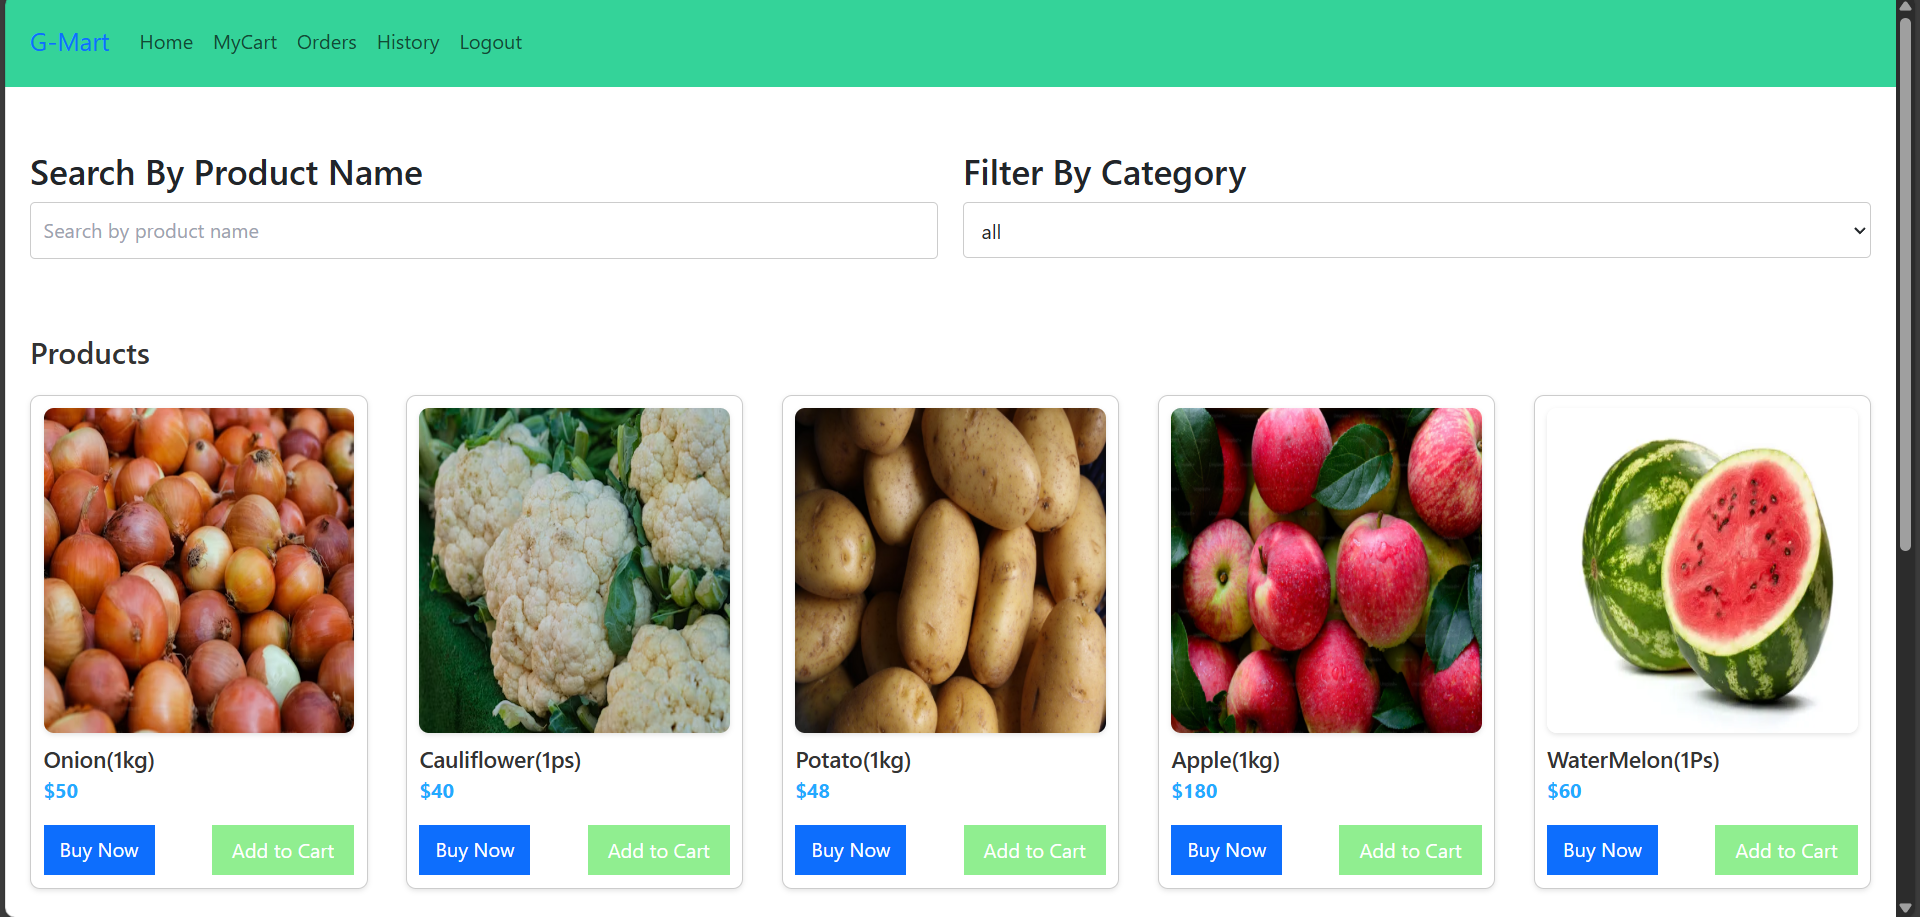 G-Mart Home MyCart Orders History Logout
Search By Product Name
Search by product name
Filter By Category
all
Products
Onion(1kg)
$50
Buy Now Add to Cart
Cauliflower(1ps)
$40
Buy Now Add to Cart
Potato(1kg)
$48
Buy Now Add to Cart
Apple(1kg)
$180
Buy Now Add to Cart
WaterMelon(1Ps)
$60
Buy Now Add to Cart